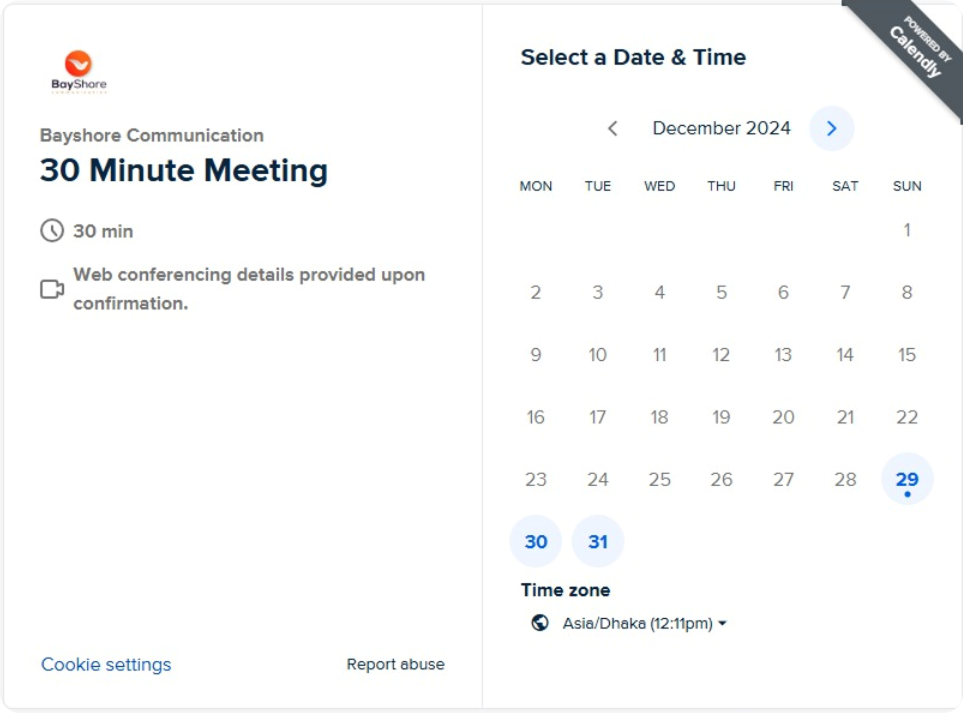 BayShore
Bayshore Communication
30 Minute Meeting
30 min
Web conferencing details provided upon
confirmation.
Cookie settings
Report abuse
POWERED BY
Calendly
Select a Date & Time
December 2024
MON TUE WED THU FRI SAT SUN
1
2 3 4 5 6 7 8
9 10 11 12 13 14 15
16 17 18 19 20 21 22
23 24 25 26 27 28 29
30 31
Time zone
Asia/Dhaka (12:11pm)